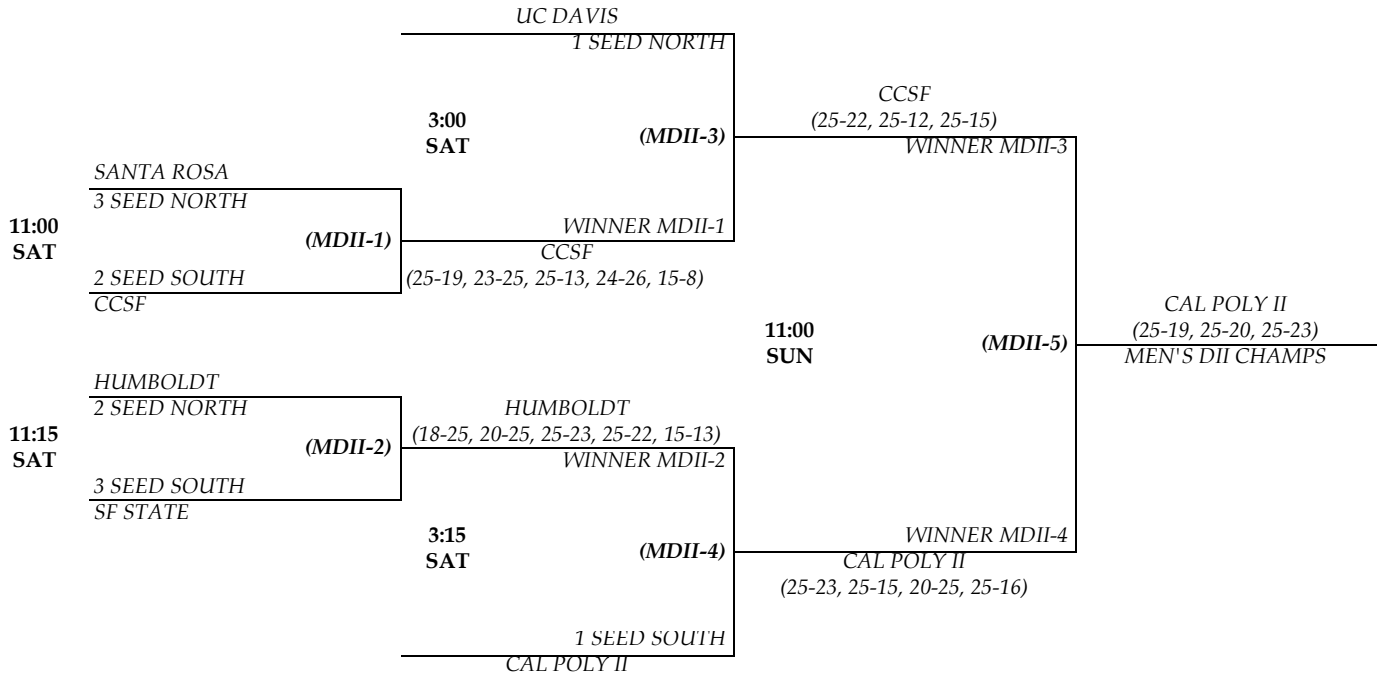 UC DAVIS
1 SEED NORTH
3:00
SAT
(MDII-3)
CCSF
(25-22, 25-12, 25-15)
WINNER MDII-3
SANTA ROSA
3 SEED NORTH
11:00
SAT
(MDII-1)
WINNER MDII-1
CCSF
(25-19, 23-25, 25-13, 24-26, 15-8)
2 SEED SOUTH
CCSF
11:00
SUN
(MDII-5)
CAL POLY II
(25-19, 25-20, 25-23)
MEN'S DII CHAMPS
HUMBOLDT
2 SEED NORTH
11:15
SAT
(MDII-2)
HUMBOLDT
(18-25, 20-25, 25-23, 25-22, 15-13)
WINNER MDII-2
3 SEED SOUTH
SF STATE
3:15
SAT
(MDII-4)
WINNER MDII-4
CAL POLY II
(25-23, 25-15, 20-25, 25-16)
1 SEED SOUTH
CAL POLY II